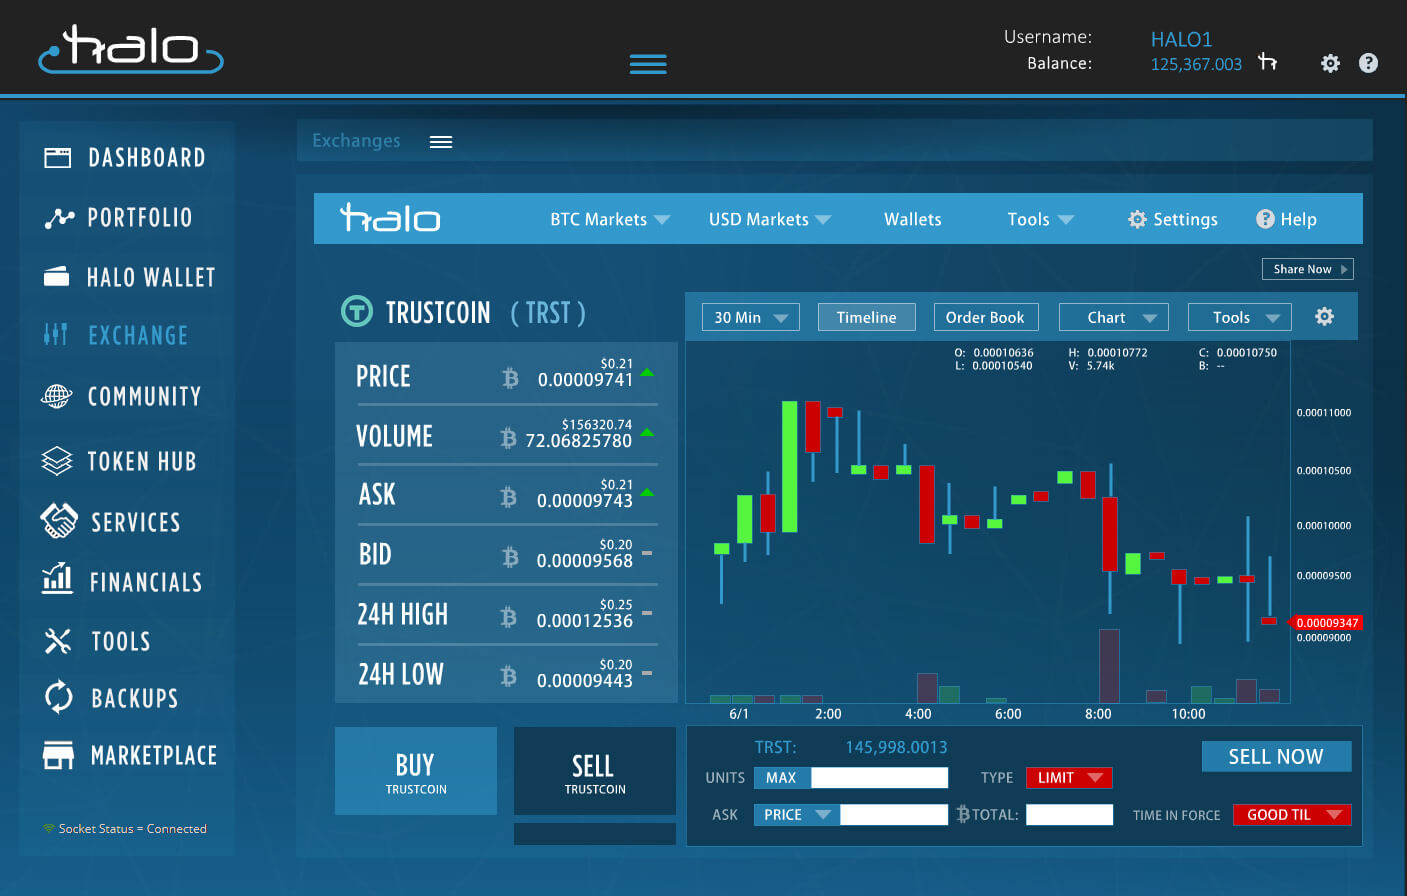 halo
Username: HALO1
Balance: 125,367.003
DASHBOARD
PORTFOLIO
HALO WALLET
EXCHANGE
COMMUNITY
TOKEN HUB
SERVICES
FINANCIALS
TOOLS
BACKUPS
MARKETPLACE
Socket Status = Connected
Exchanges
halo BTC Markets USD Markets Wallets Tools Settings Help
Share Now
TRUSTCOIN ( TRST )
PRICE $0.21
0.00009741
VOLUME $156320.74
72.06825780
ASK $0.21
0.00009743
BID $0.20
0.00009568
24H HIGH $0.25
0.00012536
24H LOW $0.20
0.00009443
30 Min Timeline Order Book Chart Tools
O: 0.00010636 H: 0.00010772 C: 0.00010750
L: 0.00010540 V: 5.74k B: --
0.00011000
0.00010500
0.00010000
0.00009500
0.00009347
0.00009000
6/1 2:00 4:00 6:00 8:00 10:00
BUY
TRUSTCOIN
SELL
TRUSTCOIN
TRST: 145,998.0013
SELL NOW
UNITS MAX TYPE LIMIT
ASK PRICE TOTAL: TIME IN FORCE GOOD TIL